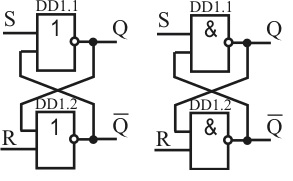 DD1.1
S 1 Q
DD1.2
R 1 Q̅
DD1.1
S & Q
DD1.2
R & Q̅